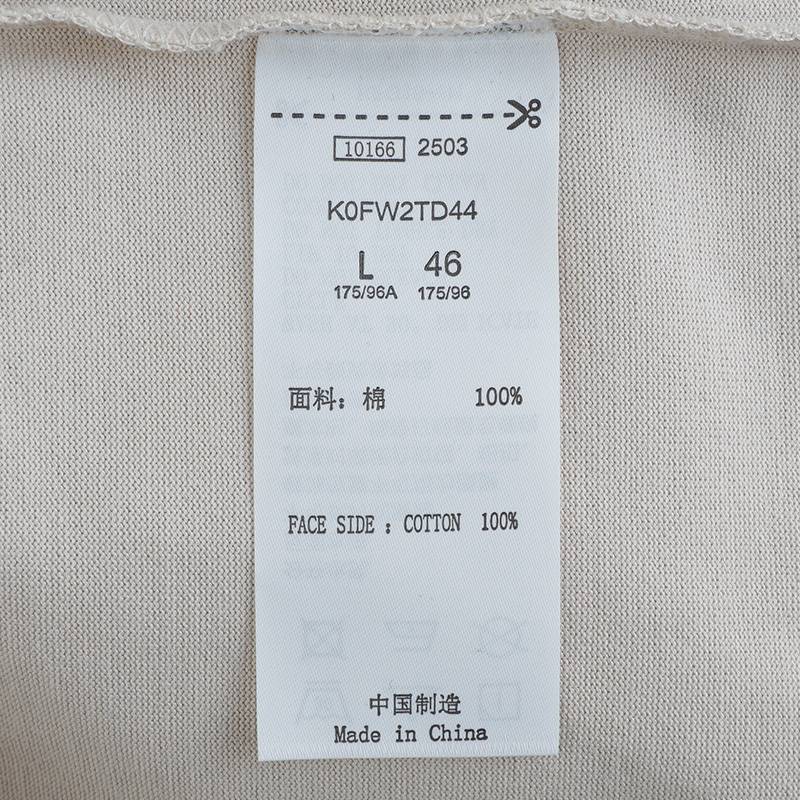 10166 2503
K0FW2TD44
L 46
175/96A 175/96
面料：棉 100%
FACE SIDE : COTTON 100%
中国制造
Made in China